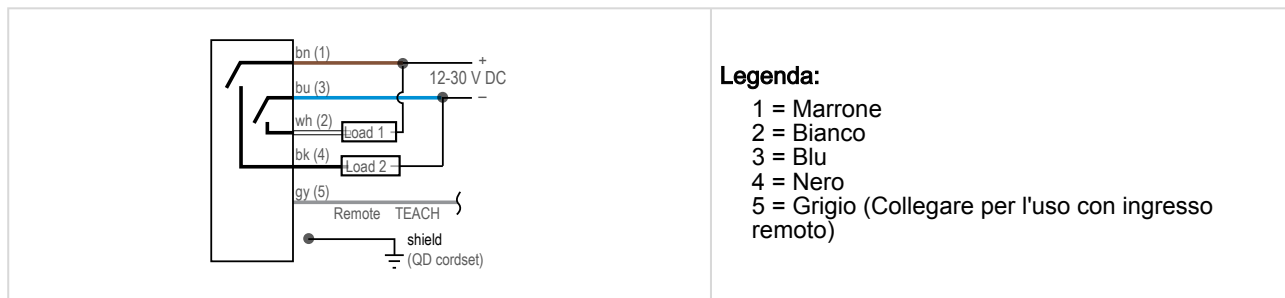 bn (1)
+
12-30 V DC
bu (3)
–
wh (2)
Load 1
bk (4)
Load 2
gy (5)
Remote TEACH
shield
(QD cordset)
Legenda:
1 = Marrone
2 = Bianco
3 = Blu
4 = Nero
5 = Grigio (Collegare per l'uso con ingresso
remoto)